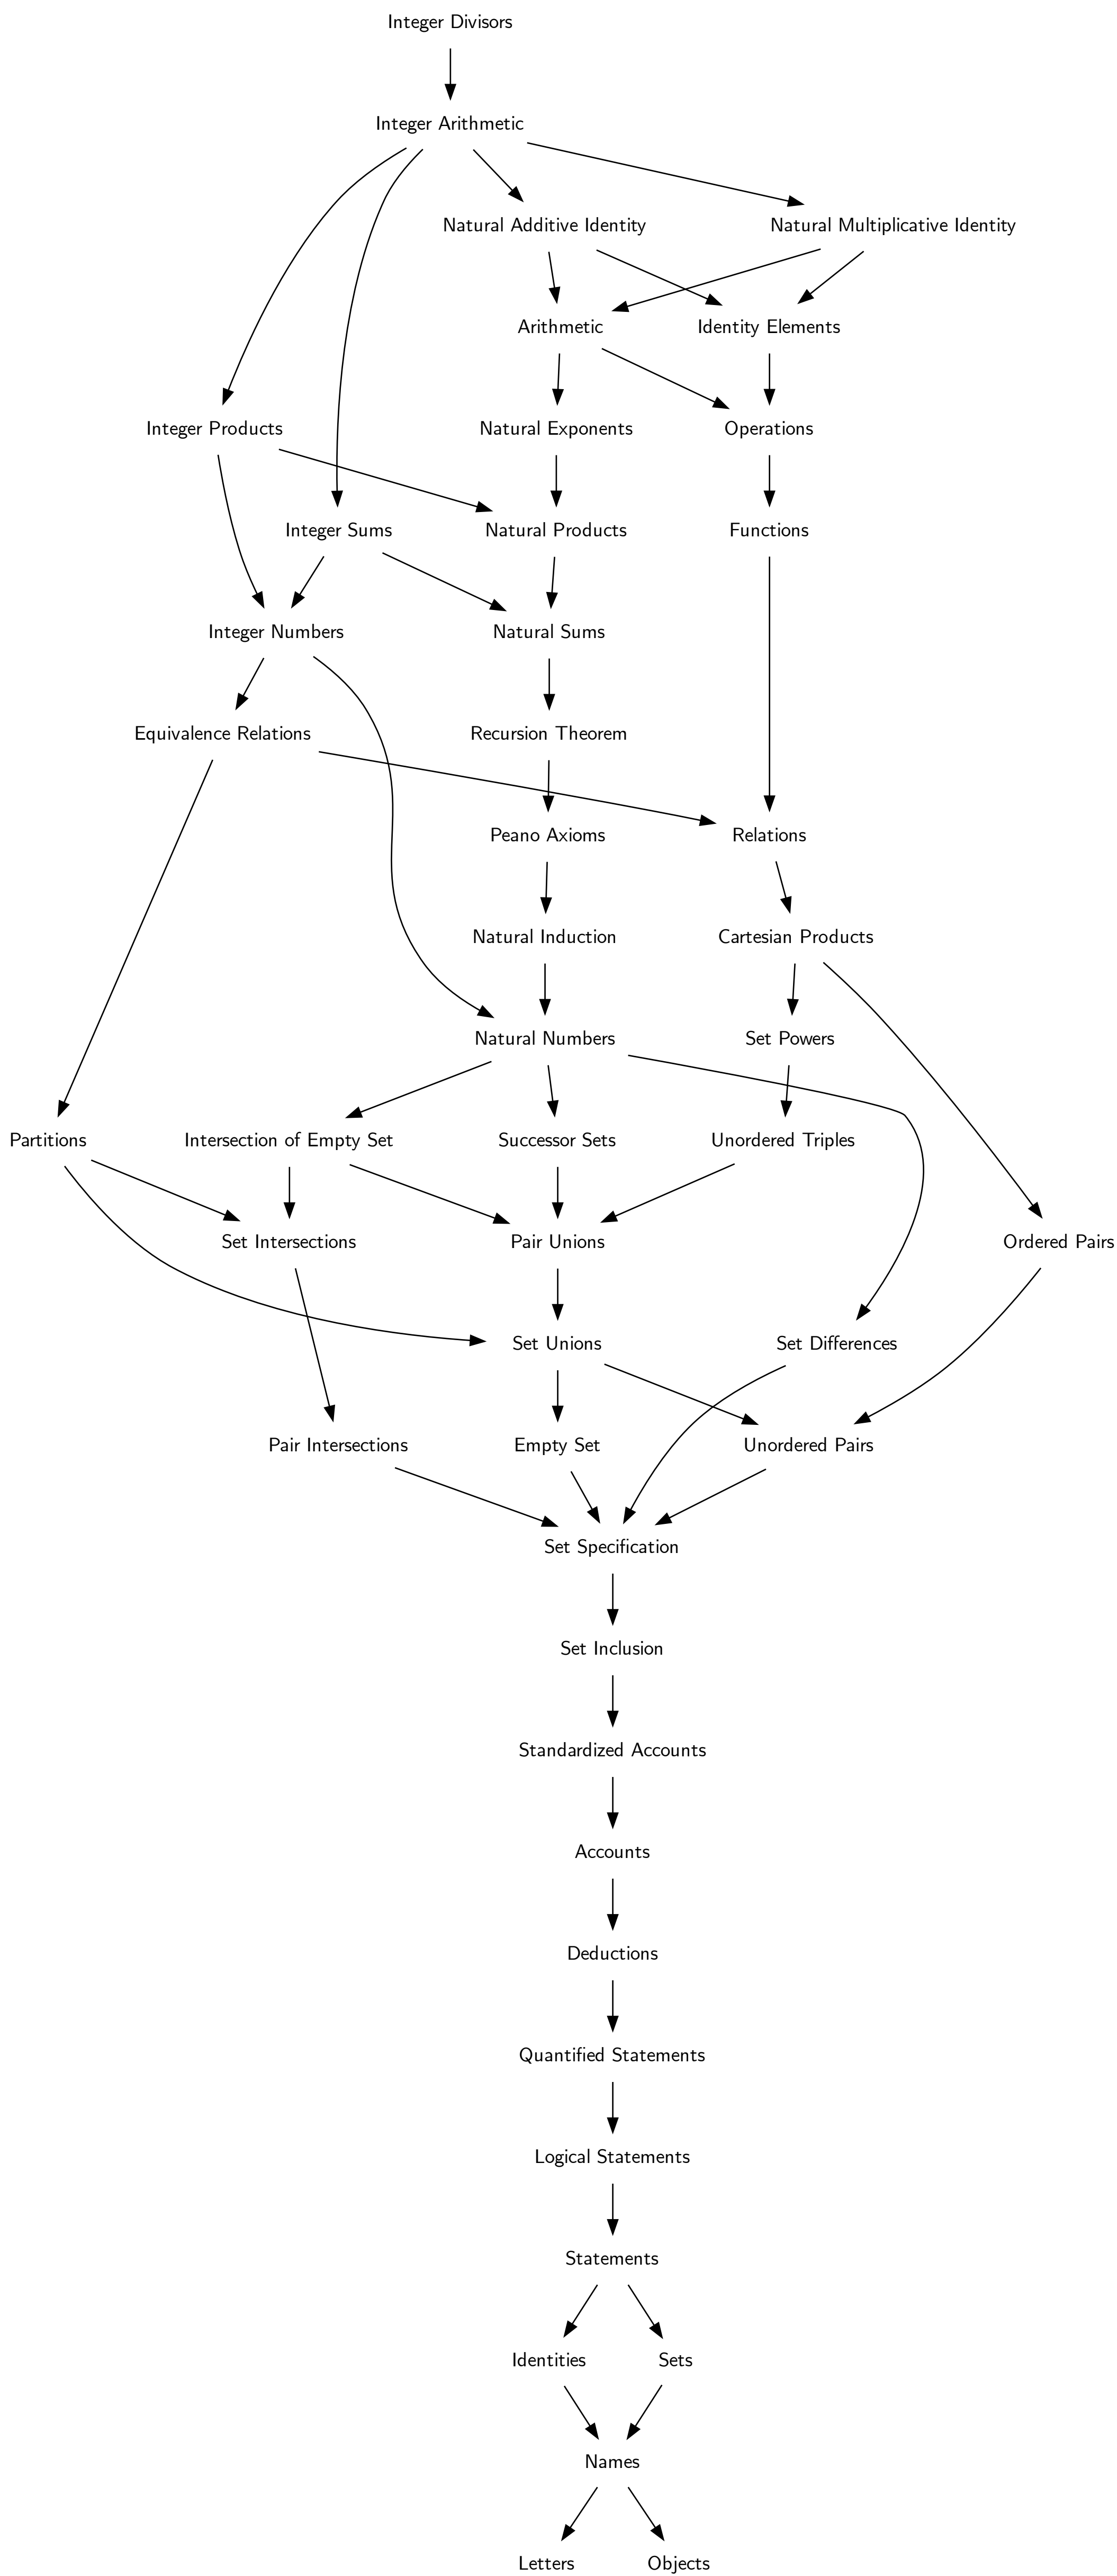 Integer Divisors
Integer Arithmetic
Natural Additive Identity
Natural Multiplicative Identity
Arithmetic
Identity Elements
Integer Products
Natural Exponents
Operations
Integer Sums
Natural Products
Functions
Integer Numbers
Natural Sums
Equivalence Relations
Recursion Theorem
Peano Axioms
Relations
Natural Induction
Cartesian Products
Natural Numbers
Set Powers
Partitions
Intersection of Empty Set
Successor Sets
Unordered Triples
Set Intersections
Pair Unions
Ordered Pairs
Set Unions
Set Differences
Pair Intersections
Empty Set
Unordered Pairs
Set Specification
Set Inclusion
Standardized Accounts
Accounts
Deductions
Quantified Statements
Logical Statements
Statements
Identities
Sets
Names
Letters
Objects